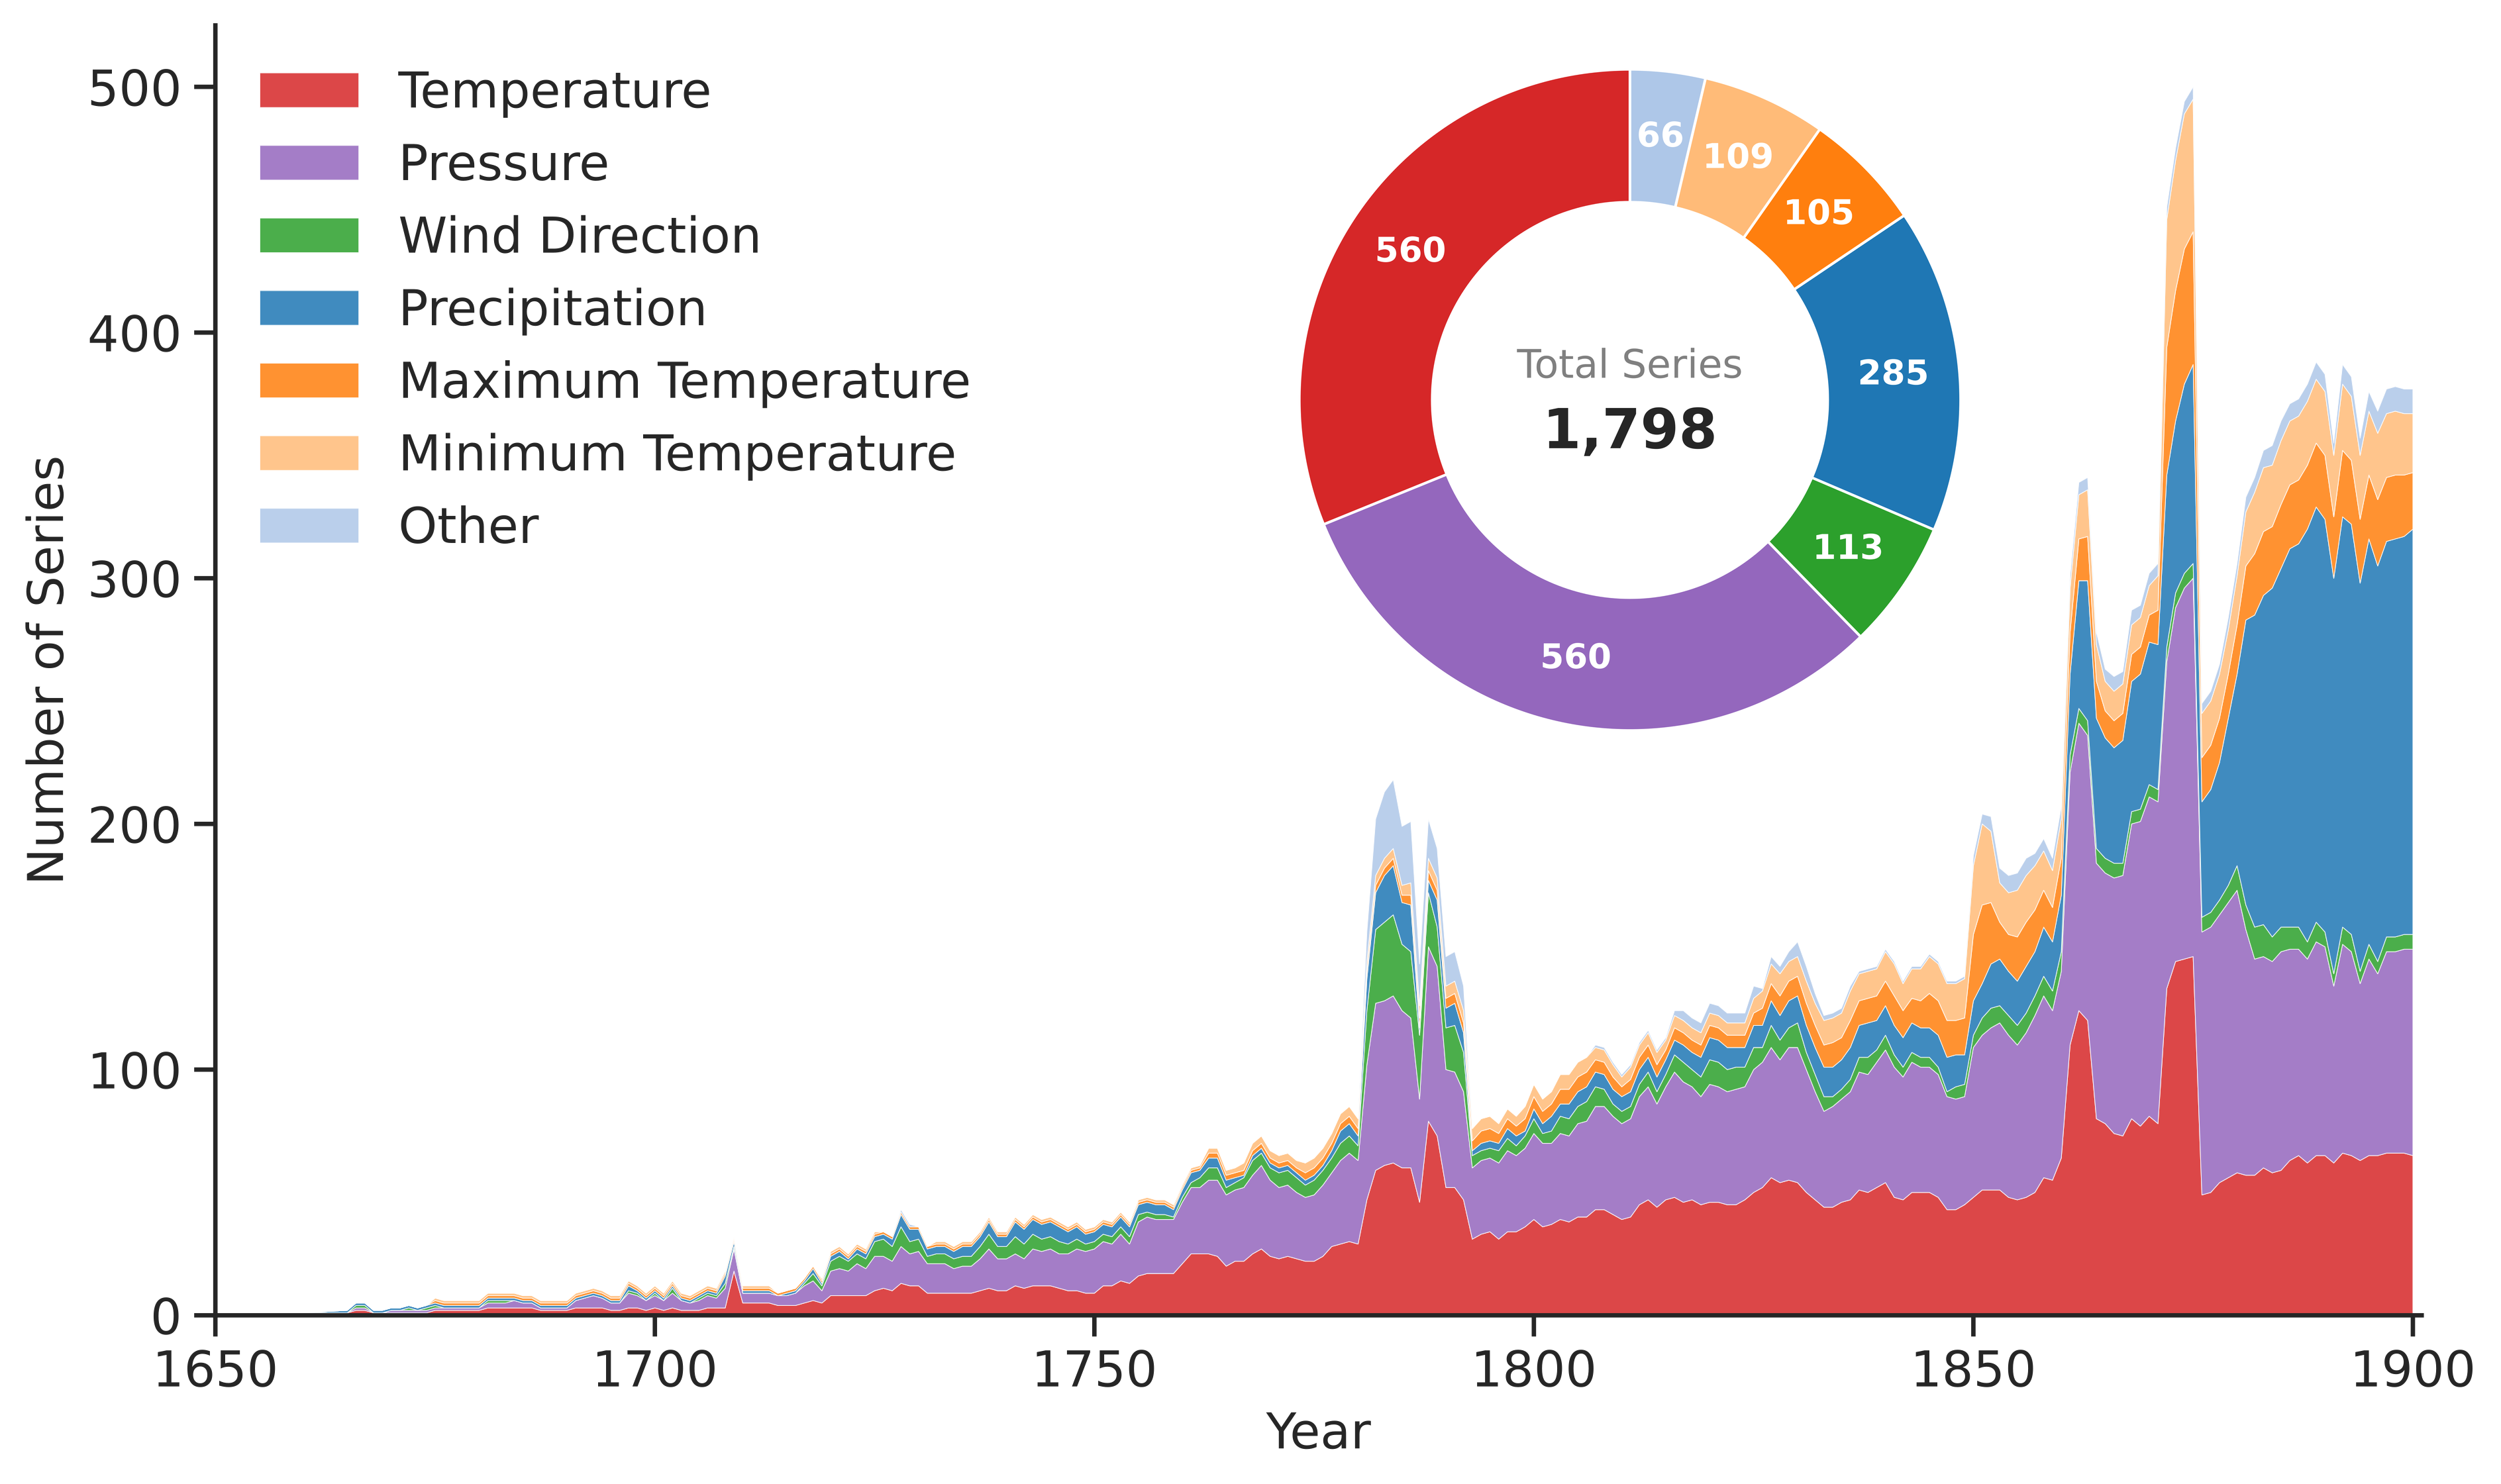 Number of Series
500
400
300
200
100
0
Temperature
Pressure
Wind Direction
Precipitation
Maximum Temperature
Minimum Temperature
Other
66
109
105
560
285
113
560
Total Series
1,798
1650
1700
1750
1800
1850
1900
Year